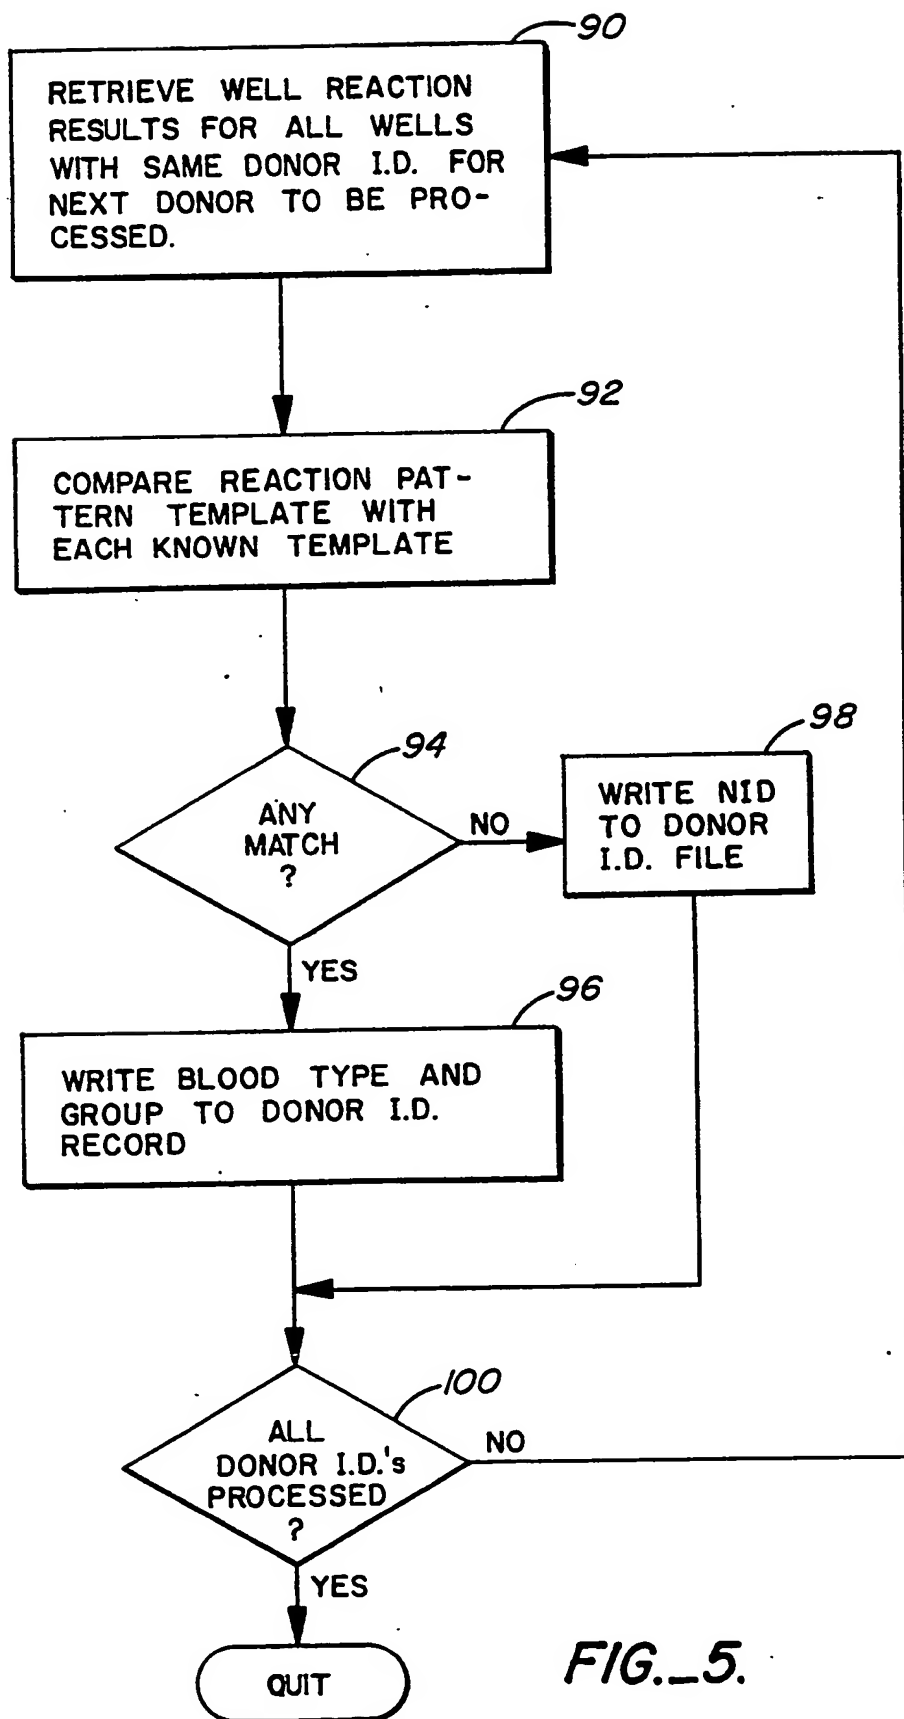 90
RETRIEVE WELL REACTION
RESULTS FOR ALL WELLS
WITH SAME DONOR I.D. FOR
NEXT DONOR TO BE PRO-
CESSED.
92
COMPARE REACTION PAT-
TERN TEMPLATE WITH
EACH KNOWN TEMPLATE
94
ANY
MATCH
?
NO
98
WRITE NID
TO DONOR
I.D. FILE
YES
96
WRITE BLOOD TYPE AND
GROUP TO DONOR I.D.
RECORD
100
ALL
DONOR I.D.'s
PROCESSED
?
NO
YES
QUIT
FIG._5.